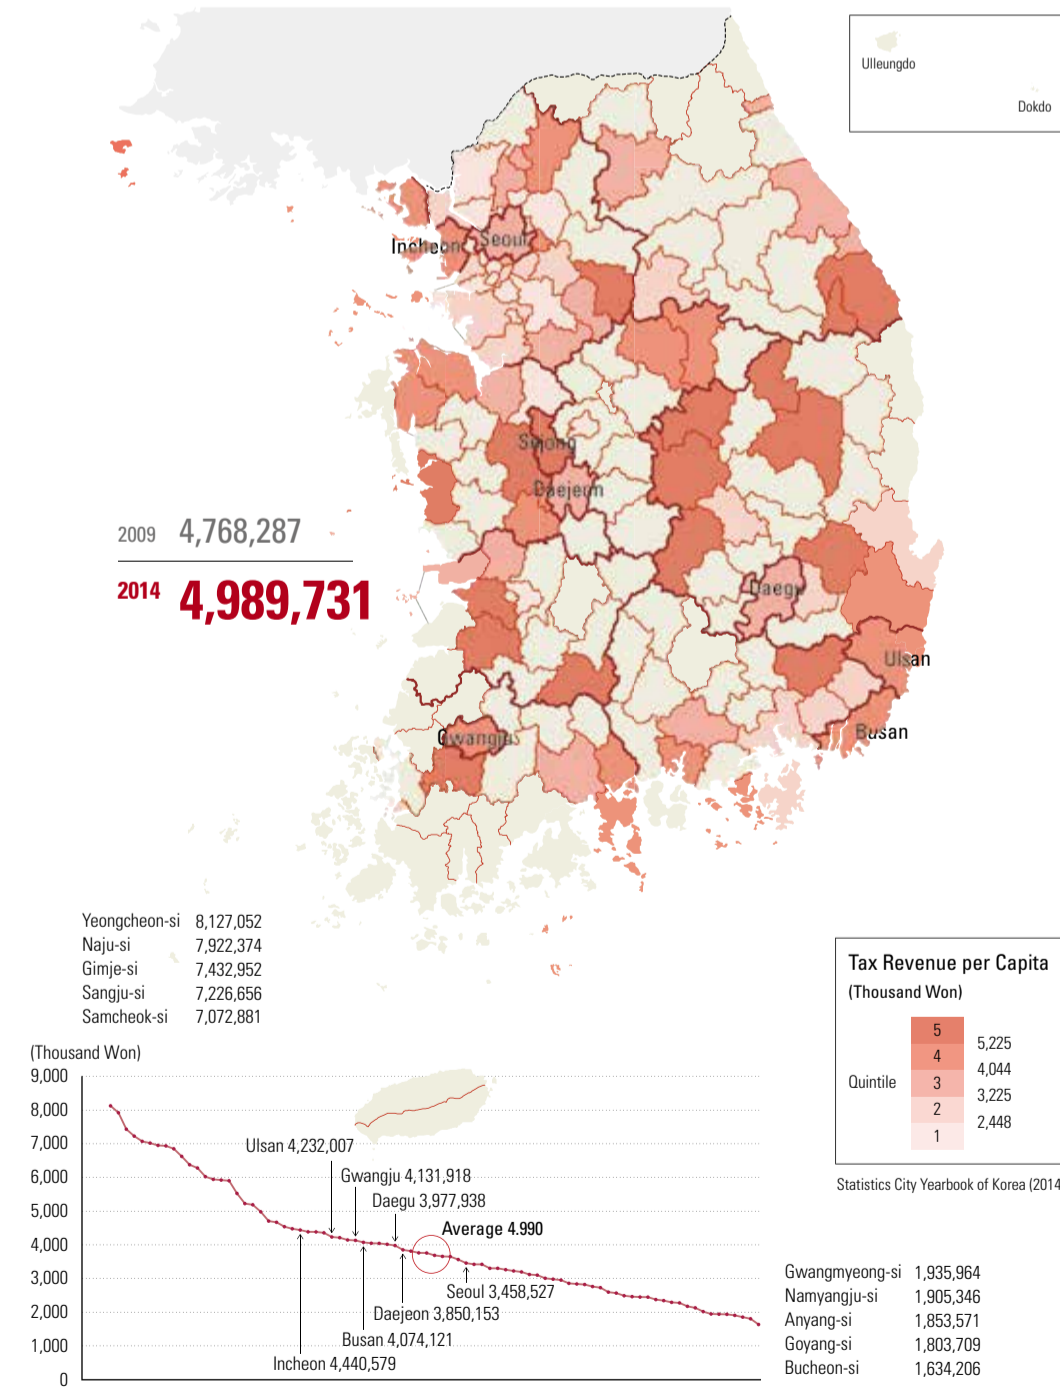 Ulleungdo
Dokdo
Incheon
Seoul
Sejong
Daejeon
2009 4,768,287
2014 4,989,731
Daegu
Ulsan
Gwangju
Busan
Yeongcheon-si 8,127,052
Naju-si 7,922,374
Gimje-si 7,432,952
Sangju-si 7,226,656
Samcheok-si 7,072,881
Tax Revenue per Capita
(Thousand Won)
Quintile
5
4
3
2
1
5,225
4,044
3,225
2,448
Statistics City Yearbook of Korea (2014
(Thousand Won)
9,000
8,000
7,000
6,000
5,000
4,000
3,000
2,000
1,000
0
Ulsan 4,232,007
Gwangju 4,131,918
Daegu 3,977,938
Average 4.990
Seoul 3,458,527
Daejeon 3,850,153
Busan 4,074,121
Incheon 4,440,579
Gwangmyeong-si 1,935,964
Namyangju-si 1,905,346
Anyang-si 1,853,571
Goyang-si 1,803,709
Bucheon-si 1,634,206